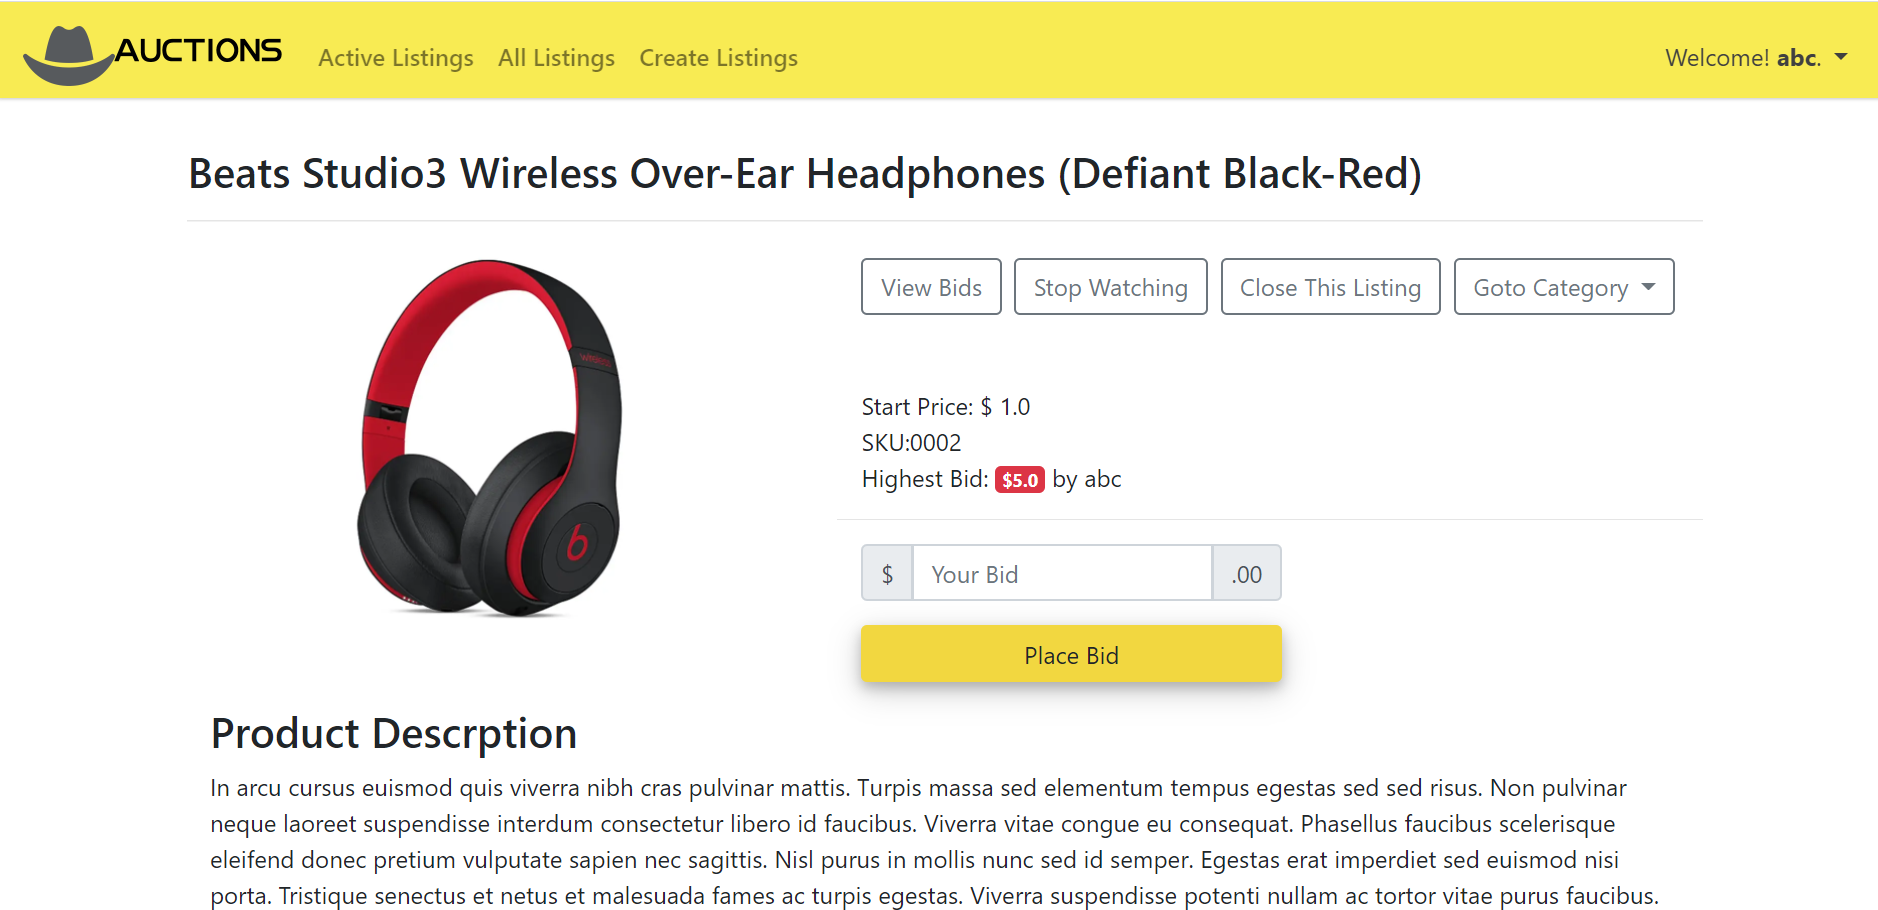 AUCTIONS Active Listings All Listings Create Listings Welcome! abc.
Beats Studio3 Wireless Over-Ear Headphones (Defiant Black-Red)
View Bids Stop Watching Close This Listing Goto Category
wireless
Start Price: $ 1.0
SKU:0002
Highest Bid: $5.0 by abc
$ Your Bid .00
Place Bid
Product Descrption
In arcu cursus euismod quis viverra nibh cras pulvinar mattis. Turpis massa sed elementum tempus egestas sed sed risus. Non pulvinar
neque laoreet suspendisse interdum consectetur libero id faucibus. Viverra vitae congue eu consequat. Phasellus faucibus scelerisque
eleifend donec pretium vulputate sapien nec sagittis. Nisl purus in mollis nunc sed id semper. Egestas erat imperdiet sed euismod nisi
porta. Tristique senectus et netus et malesuada fames ac turpis egestas. Viverra suspendisse potenti nullam ac tortor vitae purus faucibus.